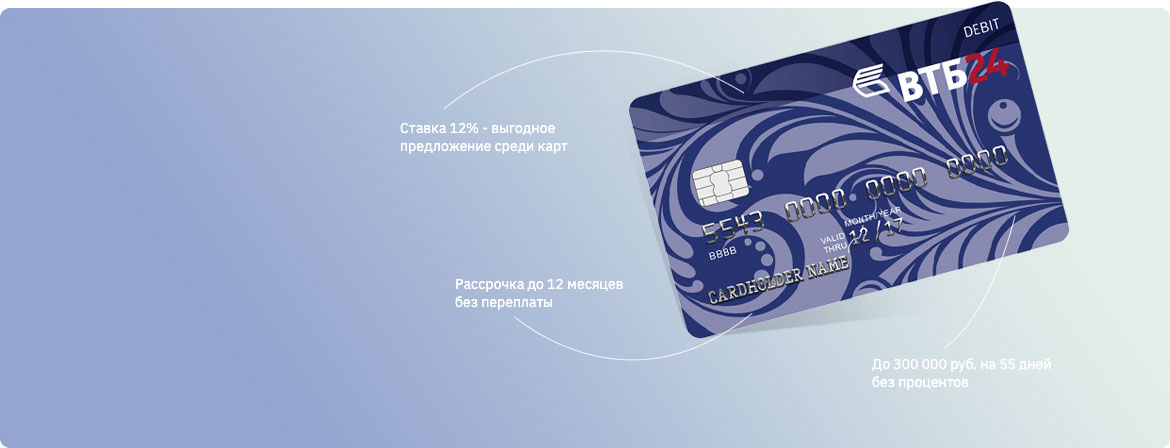 DEBIT
ВТБ24
Ставка 12% - выгодное
предложение среди карт
5543 0000 0000 0000
BBBB
MONTH/YEAR
VALID
THRU
12/17
CARDHOLDER NAME
Рассрочка до 12 месяцев
без переплаты
До 300 000 руб. на 55 дней
без процентов